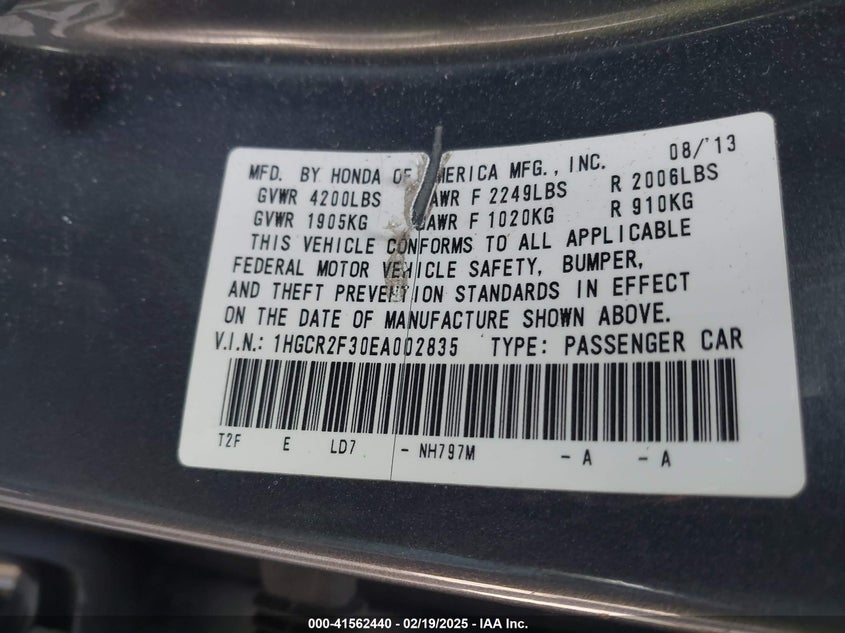 08/'13
MFD. BY HONDA OF MERICA MFG., INC.
GVWR 4200LBS AWR F 2249LBS R 2006LBS
GVWR 1905KG GAWR F 1020KG R 910KG
THIS VEHICLE CONFORMS TO ALL APPLICABLE
FEDERAL MOTOR VEHICLE SAFETY, BUMPER,
AND THEFT PREVENTION STANDARDS IN EFFECT
ON THE DATE OF MANUFACTURE SHOWN ABOVE.
V.I.N.: 1HGCR2F30EA002835 TYPE: PASSENGER CAR
T2F E LD7 - NH797M - A - A
000-41562440 - 02/19/2025 - IAA Inc.